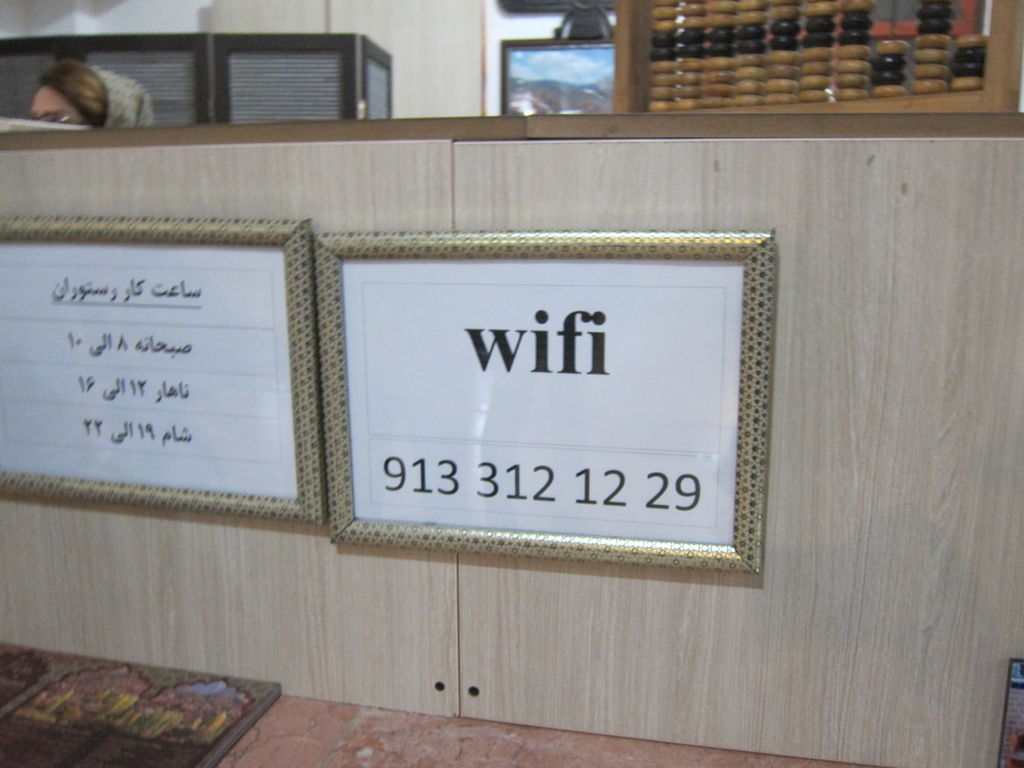 ساعت کار رستوران
صبحانه ۸ الی ۱۰
ناهار ۱۲ الی ۱۶
شام ۱۹ الی ۲۲
wifi
913 312 12 29